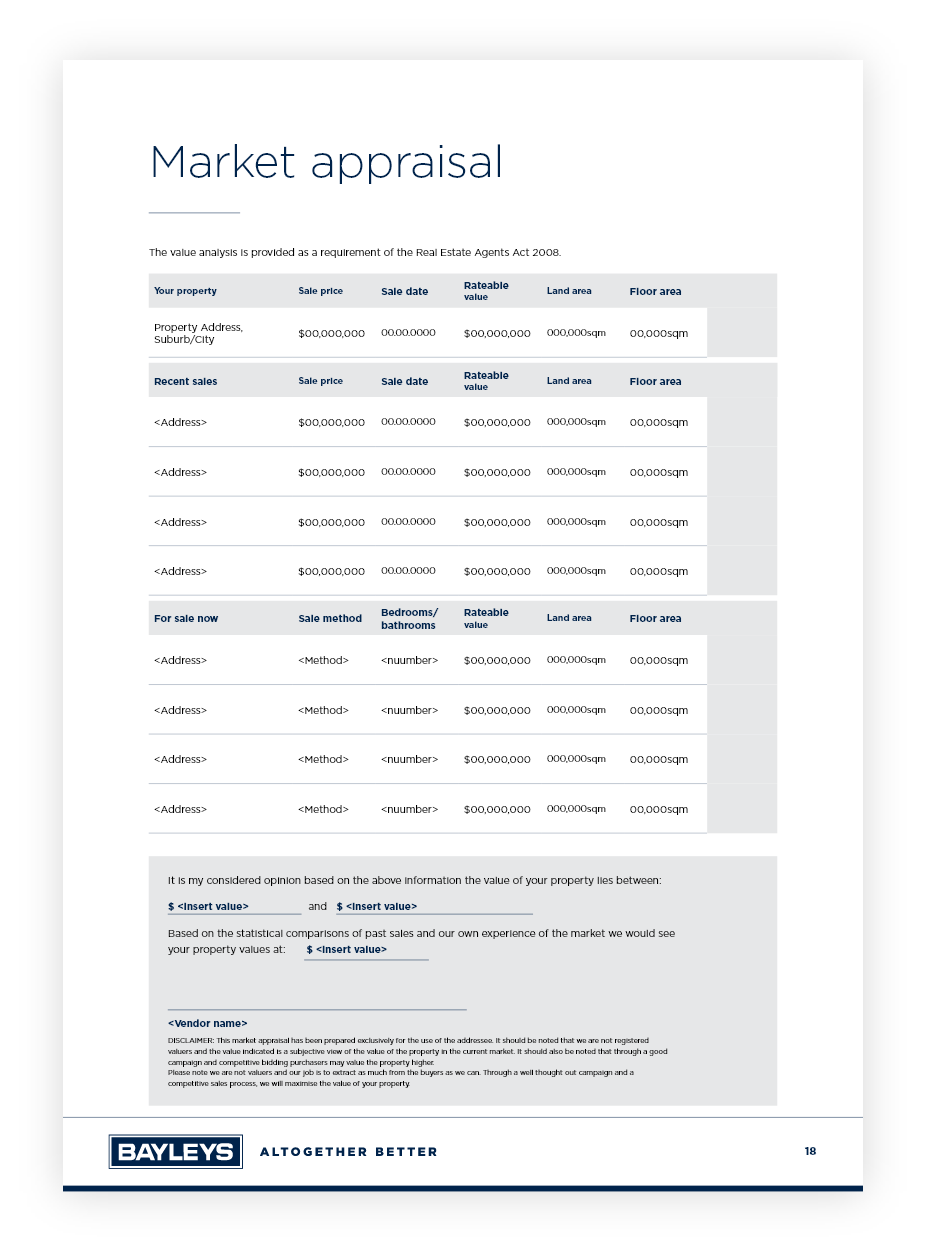 Market appraisal
The value analysis is provided as a requirement of the Real Estate Agents Act 2008.
Your property Sale price Sale date Rateable value Land area Floor area
Property Address, Suburb/City $00,000,000 00.00.0000 $00,000,000 000,000sqm 00,000sqm
Recent sales Sale price Sale date Rateable value Land area Floor area
<Address> $00,000,000 00.00.0000 $00,000,000 000,000sqm 00,000sqm
<Address> $00,000,000 00.00.0000 $00,000,000 000,000sqm 00,000sqm
<Address> $00,000,000 00.00.0000 $00,000,000 000,000sqm 00,000sqm
<Address> $00,000,000 00.00.0000 $00,000,000 000,000sqm 00,000sqm
For sale now Sale method Bedrooms/ bathrooms Rateable value Land area Floor area
<Address> <Method> <nuumber> $00,000,000 000,000sqm 00,000sqm
<Address> <Method> <nuumber> $00,000,000 000,000sqm 00,000sqm
<Address> <Method> <nuumber> $00,000,000 000,000sqm 00,000sqm
<Address> <Method> <nuumber> $00,000,000 000,000sqm 00,000sqm
It is my considered opinion based on the above information the value of your property lies between:
$ <Insert value> and $ <Insert value>
Based on the statistical comparisons of past sales and our own experience of the market we would see
your property values at: $ <Insert value>
<Vendor name>
DISCLAIMER: This market appraisal has been prepared exclusively for the use of the addressee. It should be noted that we are not registered
valuers and the value indicated is a subjective view of the value of the property in the current market. It should also be noted that through a good
campaign and competitive bidding purchasers may value the property higher.
Please note we are not valuers and our job is to extract as much from the buyers as we can. Through a well thought out campaign and a
competitive sales process, we will maximise the value of your property.
BAYLEYS ALTOGETHER BETTER 18